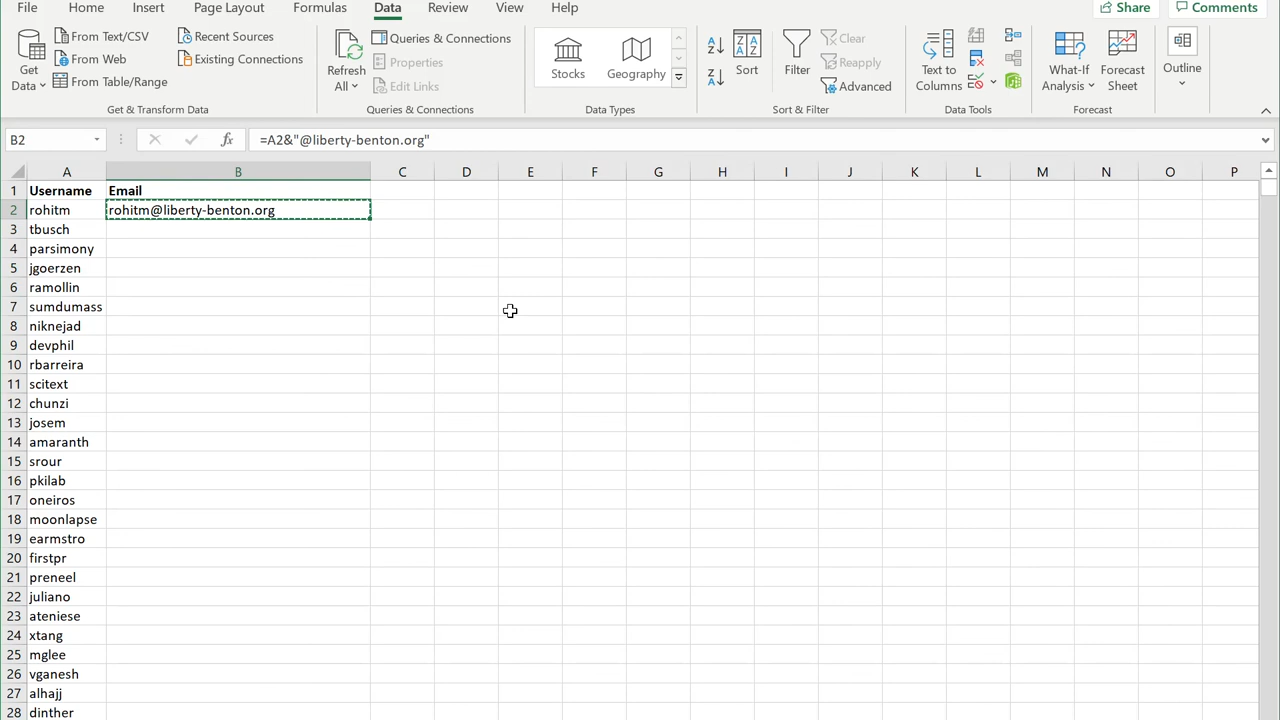 File Home Insert Page Layout Formulas Data Review View Help Share Comments
From Text/CSV Recent Sources Queries & Connections Clear
From Web Existing Connections Properties Reapply
From Table/Range Edit Links Advanced
Get Data Refresh All Stocks Geography Sort Filter Text to Columns What-If Analysis Forecast Sheet Outline
Get & Transform Data Queries & Connections Data Types Sort & Filter Data Tools Forecast
B2 fx =A2&"@liberty-benton.org"
A B C D E F G H I J K L M N O P
1 Username Email
2 rohitm rohitm@liberty-benton.org
3 tbusch
4 parsimony
5 jgoerzen
6 ramollin
7 sumdumass
8 niknejad
9 devphil
10 rbarreira
11 scitext
12 chunzi
13 josem
14 amaranth
15 srour
16 pkilab
17 oneiros
18 moonlapse
19 earmstro
20 firstpr
21 preneel
22 juliano
23 ateniese
24 xtang
25 mglee
26 vganesh
27 alhajj
28 dinther